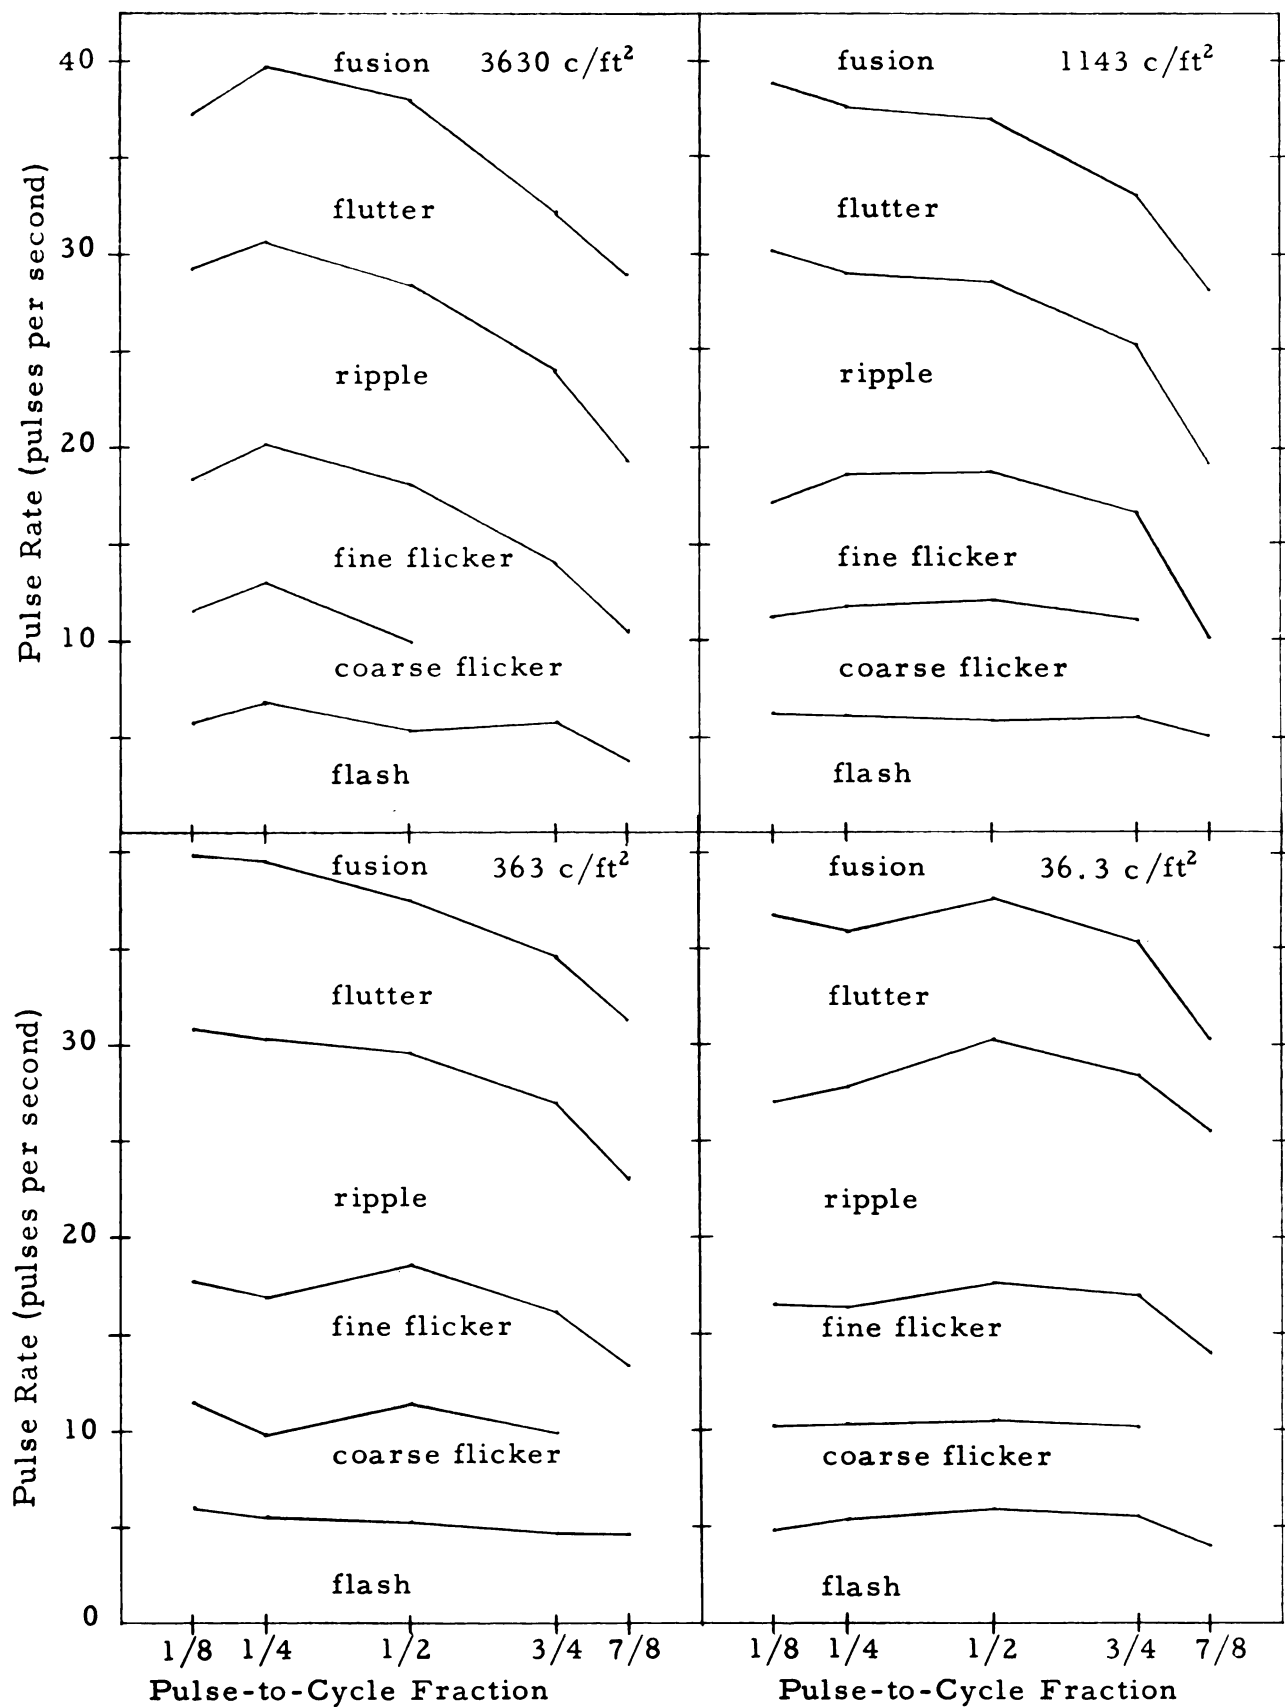 fusion 3630 c/ft²
fusion 1143 c/ft²
40
flutter
flutter
30
ripple
ripple
20
fine flicker
fine flicker
10
coarse flicker
coarse flicker
flash
flash
Pulse Rate (pulses per second)
fusion 363 c/ft²
fusion 36.3 c/ft²
flutter
flutter
30
ripple
ripple
20
fine flicker
fine flicker
10
coarse flicker
coarse flicker
flash
flash
0
Pulse Rate (pulses per second)
1/8 1/4 1/2 3/4 7/8
1/8 1/4 1/2 3/4 7/8
Pulse-to-Cycle Fraction
Pulse-to-Cycle Fraction